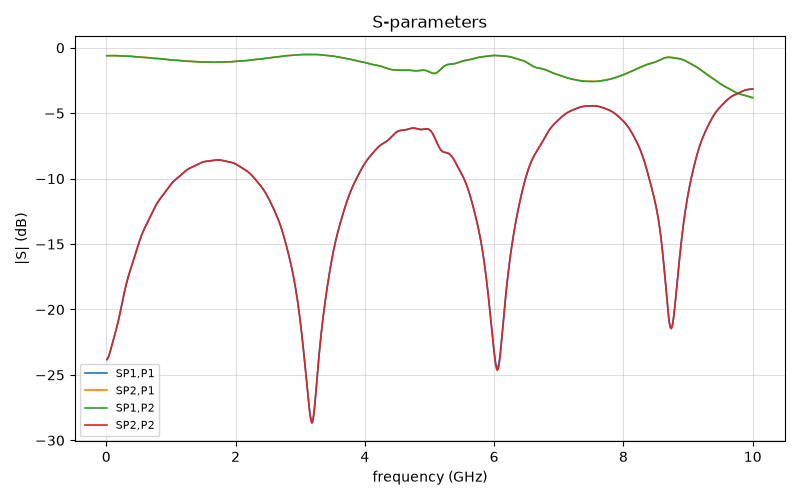 S-parameters
0
−5
−10
−15
−20
−25
−30
|S| (dB)
SP1,P1
SP2,P1
SP1,P2
SP2,P2
0 2 4 6 8 10
frequency (GHz)